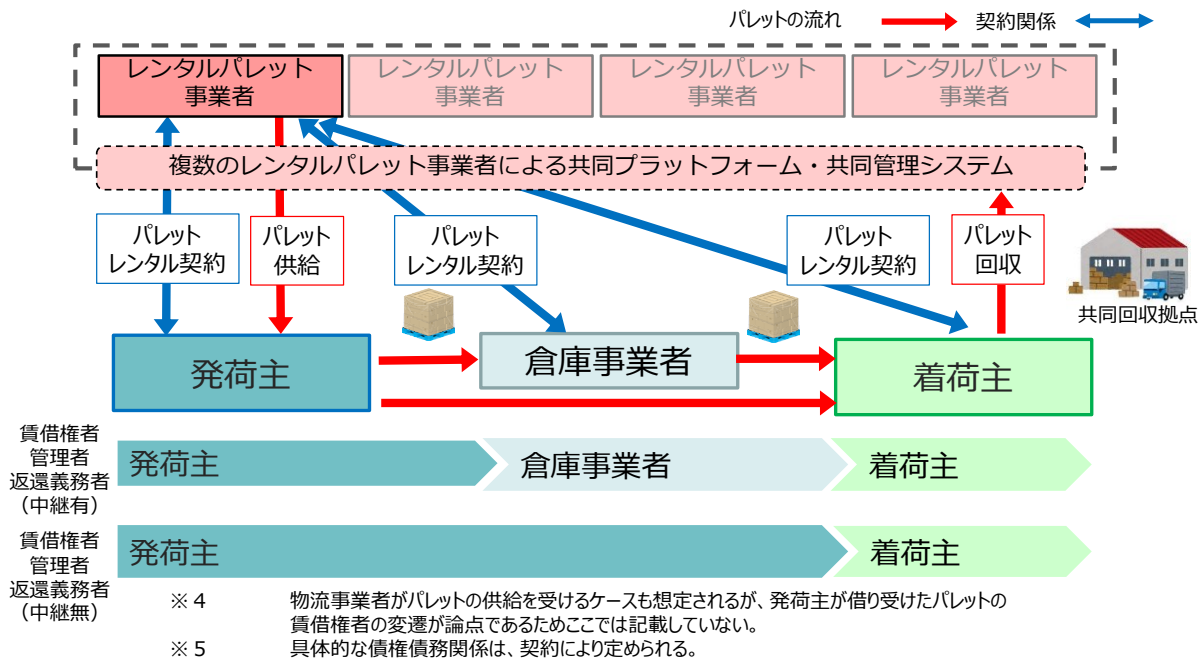 パレットの流れ
契約関係
レンタルパレット
事業者
レンタルパレット
事業者
レンタルパレット
事業者
レンタルパレット
事業者
複数のレンタルパレット事業者による共同プラットフォーム・共同管理システム
パレット
レンタル契約
パレット
供給
パレット
レンタル契約
パレット
レンタル契約
パレット
回収
共同回収拠点
発荷主
倉庫事業者
着荷主
賃借権者
管理者
返還義務者
（中継有）
発荷主
倉庫事業者
着荷主
賃借権者
管理者
返還義務者
（中継無）
発荷主
着荷主
※４ 物流事業者がパレットの供給を受けるケースも想定されるが、発荷主が借り受けたパレットの
賃借権者の変遷が論点であるためここでは記載していない。
※５ 具体的な債権債務関係は、契約により定められる。